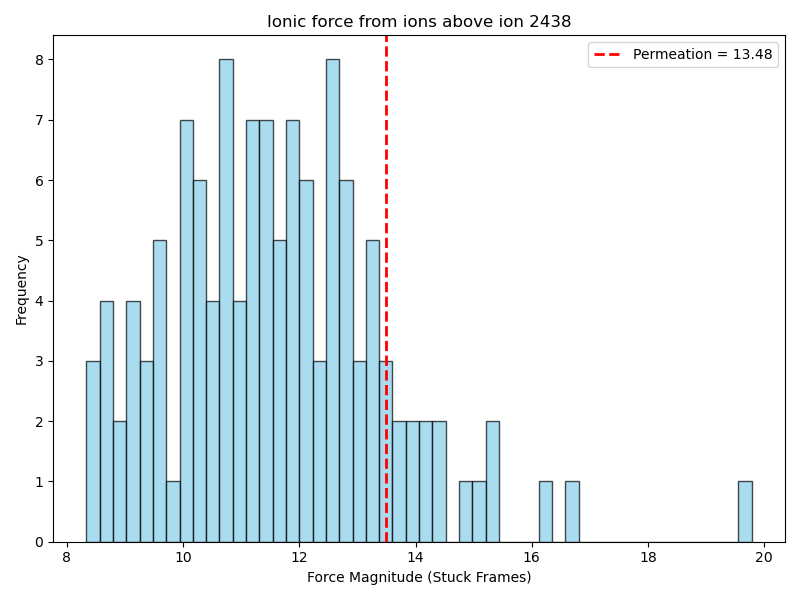 Ionic force from ions above ion 2438
Permeation = 13.48
8
7
6
5
4
3
2
1
0
Frequency
8 10 12 14 16 18 20
Force Magnitude (Stuck Frames)